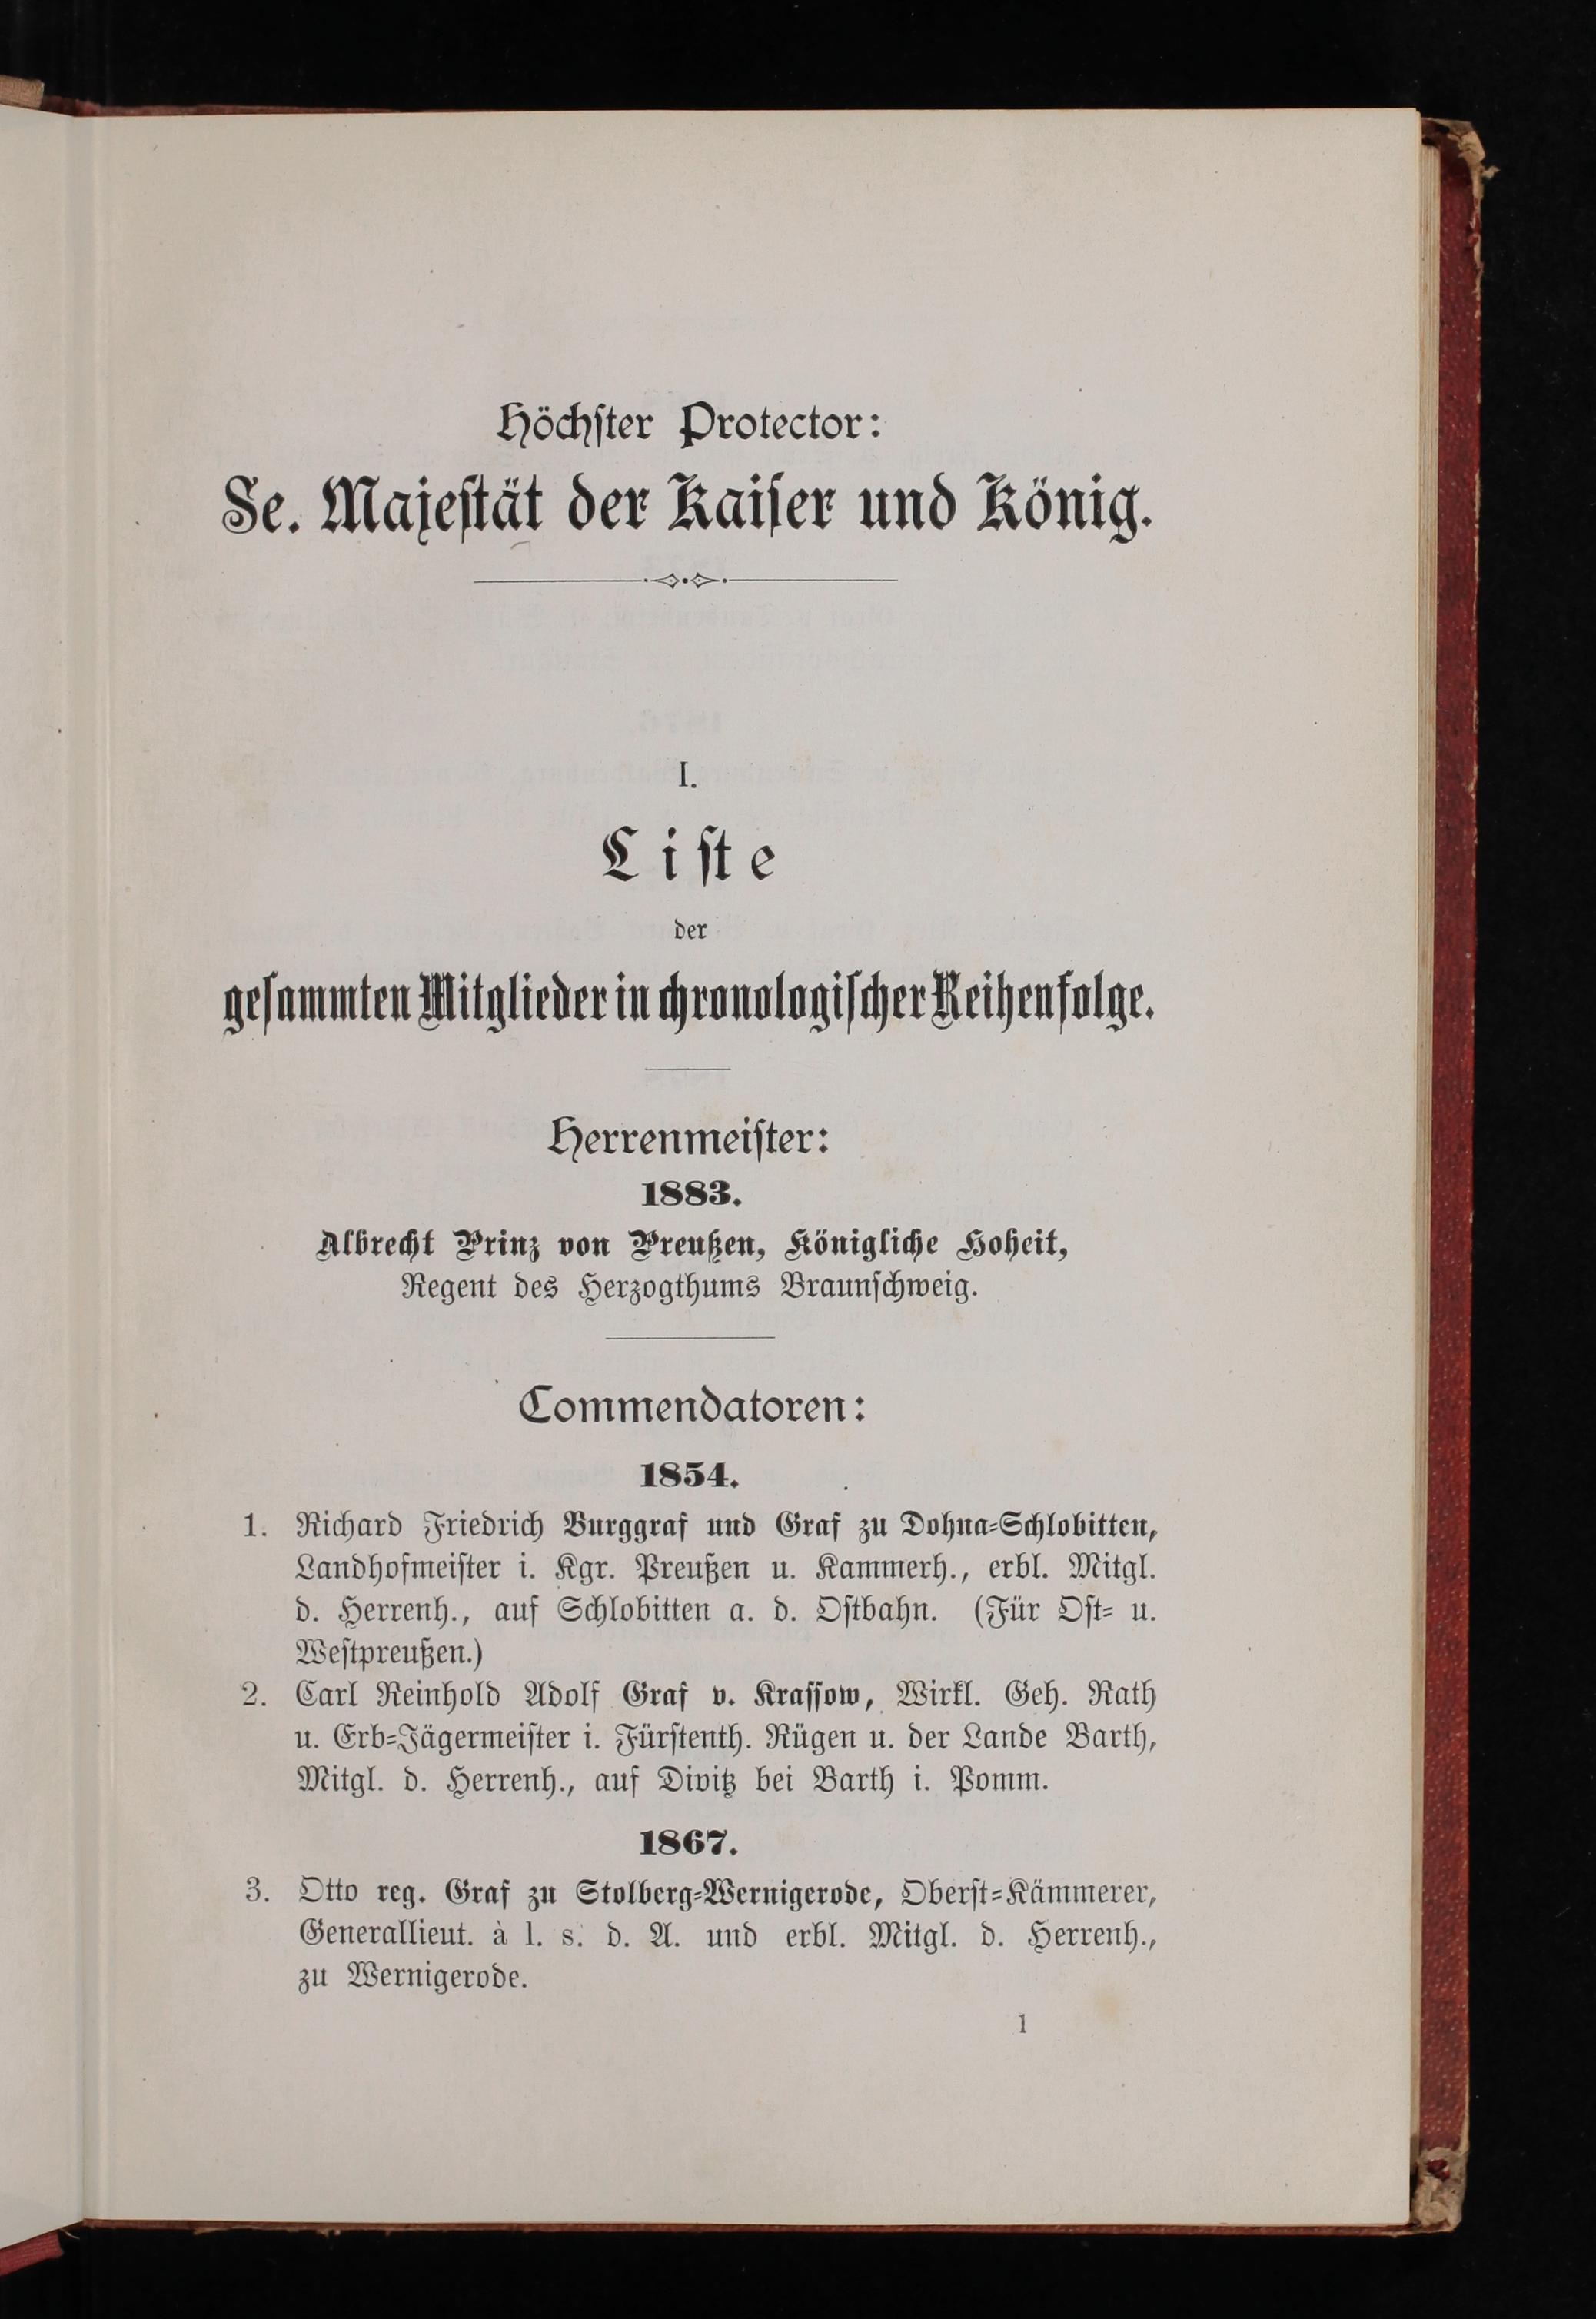 Höchſter Protector:
Se. Majeſtät der Kaiſer und König.
I.
Liſte
der
geſammten Mitglieder in chronologiſcher Reihenfolge.
Herrenmeiſter:
1883.
Albrecht Prinz von Preußen, Königliche Hoheit,
Regent des Herzogthums Braunſchweig.
Commendatoren:
1854.
1. Richard Friedrich Burggraf und Graf zu Dohna-Schlobitten,
Landhofmeiſter i. Kgr. Preußen u. Kammerh., erbl. Mitgl.
d. Herrenh., auf Schlobitten a. d. Oſtbahn. (Für Oſt- u.
Weſtpreußen.)
2. Carl Reinhold Adolf Graf v. Kraſſow, Wirkl. Geh. Rath
u. Erb-Jägermeiſter i. Fürſtenth. Rügen u. der Lande Barth,
Mitgl. d. Herrenh., auf Divitz bei Barth i. Pomm.
1867.
3. Otto reg. Graf zu Stolberg-Wernigerode, Oberſt-Kämmerer,
Generallieut. à l. s. d. A. und erbl. Mitgl. d. Herrenh.,
zu Wernigerode.
1